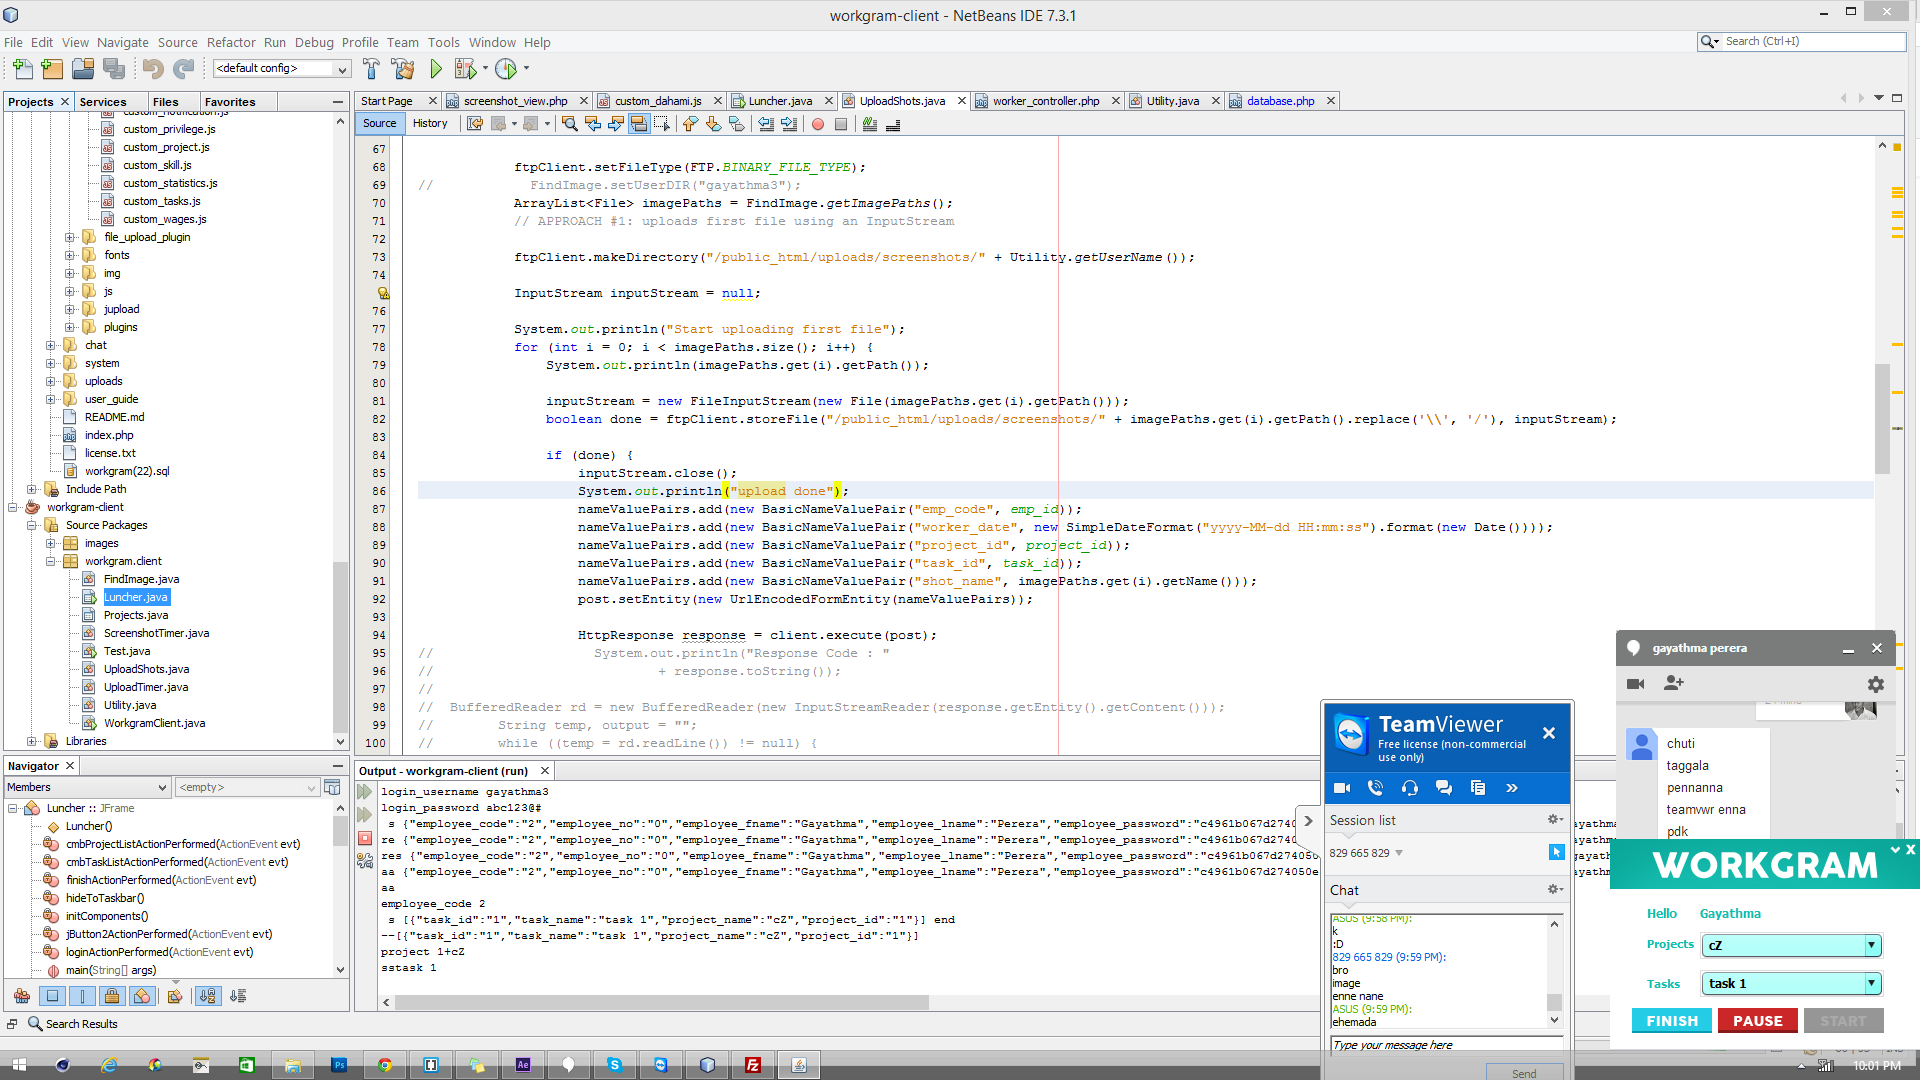 workgram-client - NetBeans IDE 7.3.1
File Edit View Navigate Source Refactor Run Debug Profile Team Tools Window Help
Search (Ctrl+I)
<default config>
Projects Services Files Favorites
custom_notification.js
custom_privilege.js
custom_project.js
custom_skill.js
custom_statistics.js
custom_tasks.js
custom_wages.js
file_upload_plugin
fonts
img
js
jupload
plugins
chat
system
uploads
user_guide
README.md
index.php
license.txt
workgram(22).sql
Include Path
workgram-client
Source Packages
images
workgram.client
FindImage.java
Luncher.java
Projects.java
ScreenshotTimer.java
Test.java
UploadShots.java
UploadTimer.java
Utility.java
WorkgramClient.java
Libraries
Navigator
Members <empty>
Luncher :: JFrame
Luncher()
cmbProjectListActionPerformed(ActionEvent evt)
cmbTaskListActionPerformed(ActionEvent evt)
finishActionPerformed(ActionEvent evt)
hideToTaskbar()
initComponents()
jButton2ActionPerformed(ActionEvent evt)
loginActionPerformed(ActionEvent evt)
main(String[] args)
Search Results
Start Page screenshot_view.php custom_dahami.js Luncher.java UploadShots.java worker_controller.php Utility.java database.php
Source History
67
68 ftpClient.setFileType(FTP.BINARY_FILE_TYPE);
69 // FindImage.setUserDIR("gayathma3");
70 ArrayList<File> imagePaths = FindImage.getImagePaths();
71 // APPROACH #1: uploads first file using an InputStream
72
73 ftpClient.makeDirectory("/public_html/uploads/screenshots/" + Utility.getUserName());
74
InputStream inputStream = null;
76
77 System.out.println("Start uploading first file");
78 for (int i = 0; i < imagePaths.size(); i++) {
79 System.out.println(imagePaths.get(i).getPath());
80
81 inputStream = new FileInputStream(new File(imagePaths.get(i).getPath()));
82 boolean done = ftpClient.storeFile("/public_html/uploads/screenshots/" + imagePaths.get(i).getPath().replace('\\', '/'), inputStream);
83
84 if (done) {
85 inputStream.close();
86 System.out.println("upload done");
87 nameValuePairs.add(new BasicNameValuePair("emp_code", emp_id));
88 nameValuePairs.add(new BasicNameValuePair("worker_date", new SimpleDateFormat("yyyy-MM-dd HH:mm:ss").format(new Date())));
89 nameValuePairs.add(new BasicNameValuePair("project_id", project_id));
90 nameValuePairs.add(new BasicNameValuePair("task_id", task_id));
91 nameValuePairs.add(new BasicNameValuePair("shot_name", imagePaths.get(i).getName()));
92 post.setEntity(new UrlEncodedFormEntity(nameValuePairs));
93
94 HttpResponse response = client.execute(post);
95 // System.out.println("Response Code : "
96 // + response.toString());
97 //
98 // BufferedReader rd = new BufferedReader(new InputStreamReader(response.getEntity().getContent()));
99 // String temp, output = "";
100 // while ((temp = rd.readLine()) != null) {
Output - workgram-client (run)
login_username gayathma3
login_password abc123@#
s {"employee_code":"2","employee_no":"0","employee_fname":"Gayathma","employee_lname":"Perera","employee_password":"c4961b067d2740
re {"employee_code":"2","employee_no":"0","employee_fname":"Gayathma","employee_lname":"Perera","employee_password":"c4961b067d274
res {"employee_code":"2","employee_no":"0","employee_fname":"Gayathma","employee_lname":"Perera","employee_password":"c4961b067d27405
aa {"employee_code":"2","employee_no":"0","employee_fname":"Gayathma","employee_lname":"Perera","employee_password":"c4961b067d274050e
aa
employee_code 2
s [{"task_id":"1","task_name":"task 1","project_name":"cZ","project_id":"1"}] end
--[{"task_id":"1","task_name":"task 1","project_name":"cZ","project_id":"1"}]
project 1+cZ
sstask 1
TeamViewer
Free license (non-commercial
use only)
Session list
829 665 829
Chat
ASUS (9:58 PM):
k
:D
829 665 829 (9:59 PM):
bro
image
enne nane
ASUS (9:59 PM):
ehemada
Type your message here
Send
gayathma perera
chuti
taggala
pennanna
teamwvr enna
pdk
WORKGRAM
Hello Gayathma
Projects cZ
Tasks task 1
FINISH PAUSE START
10:01 PM